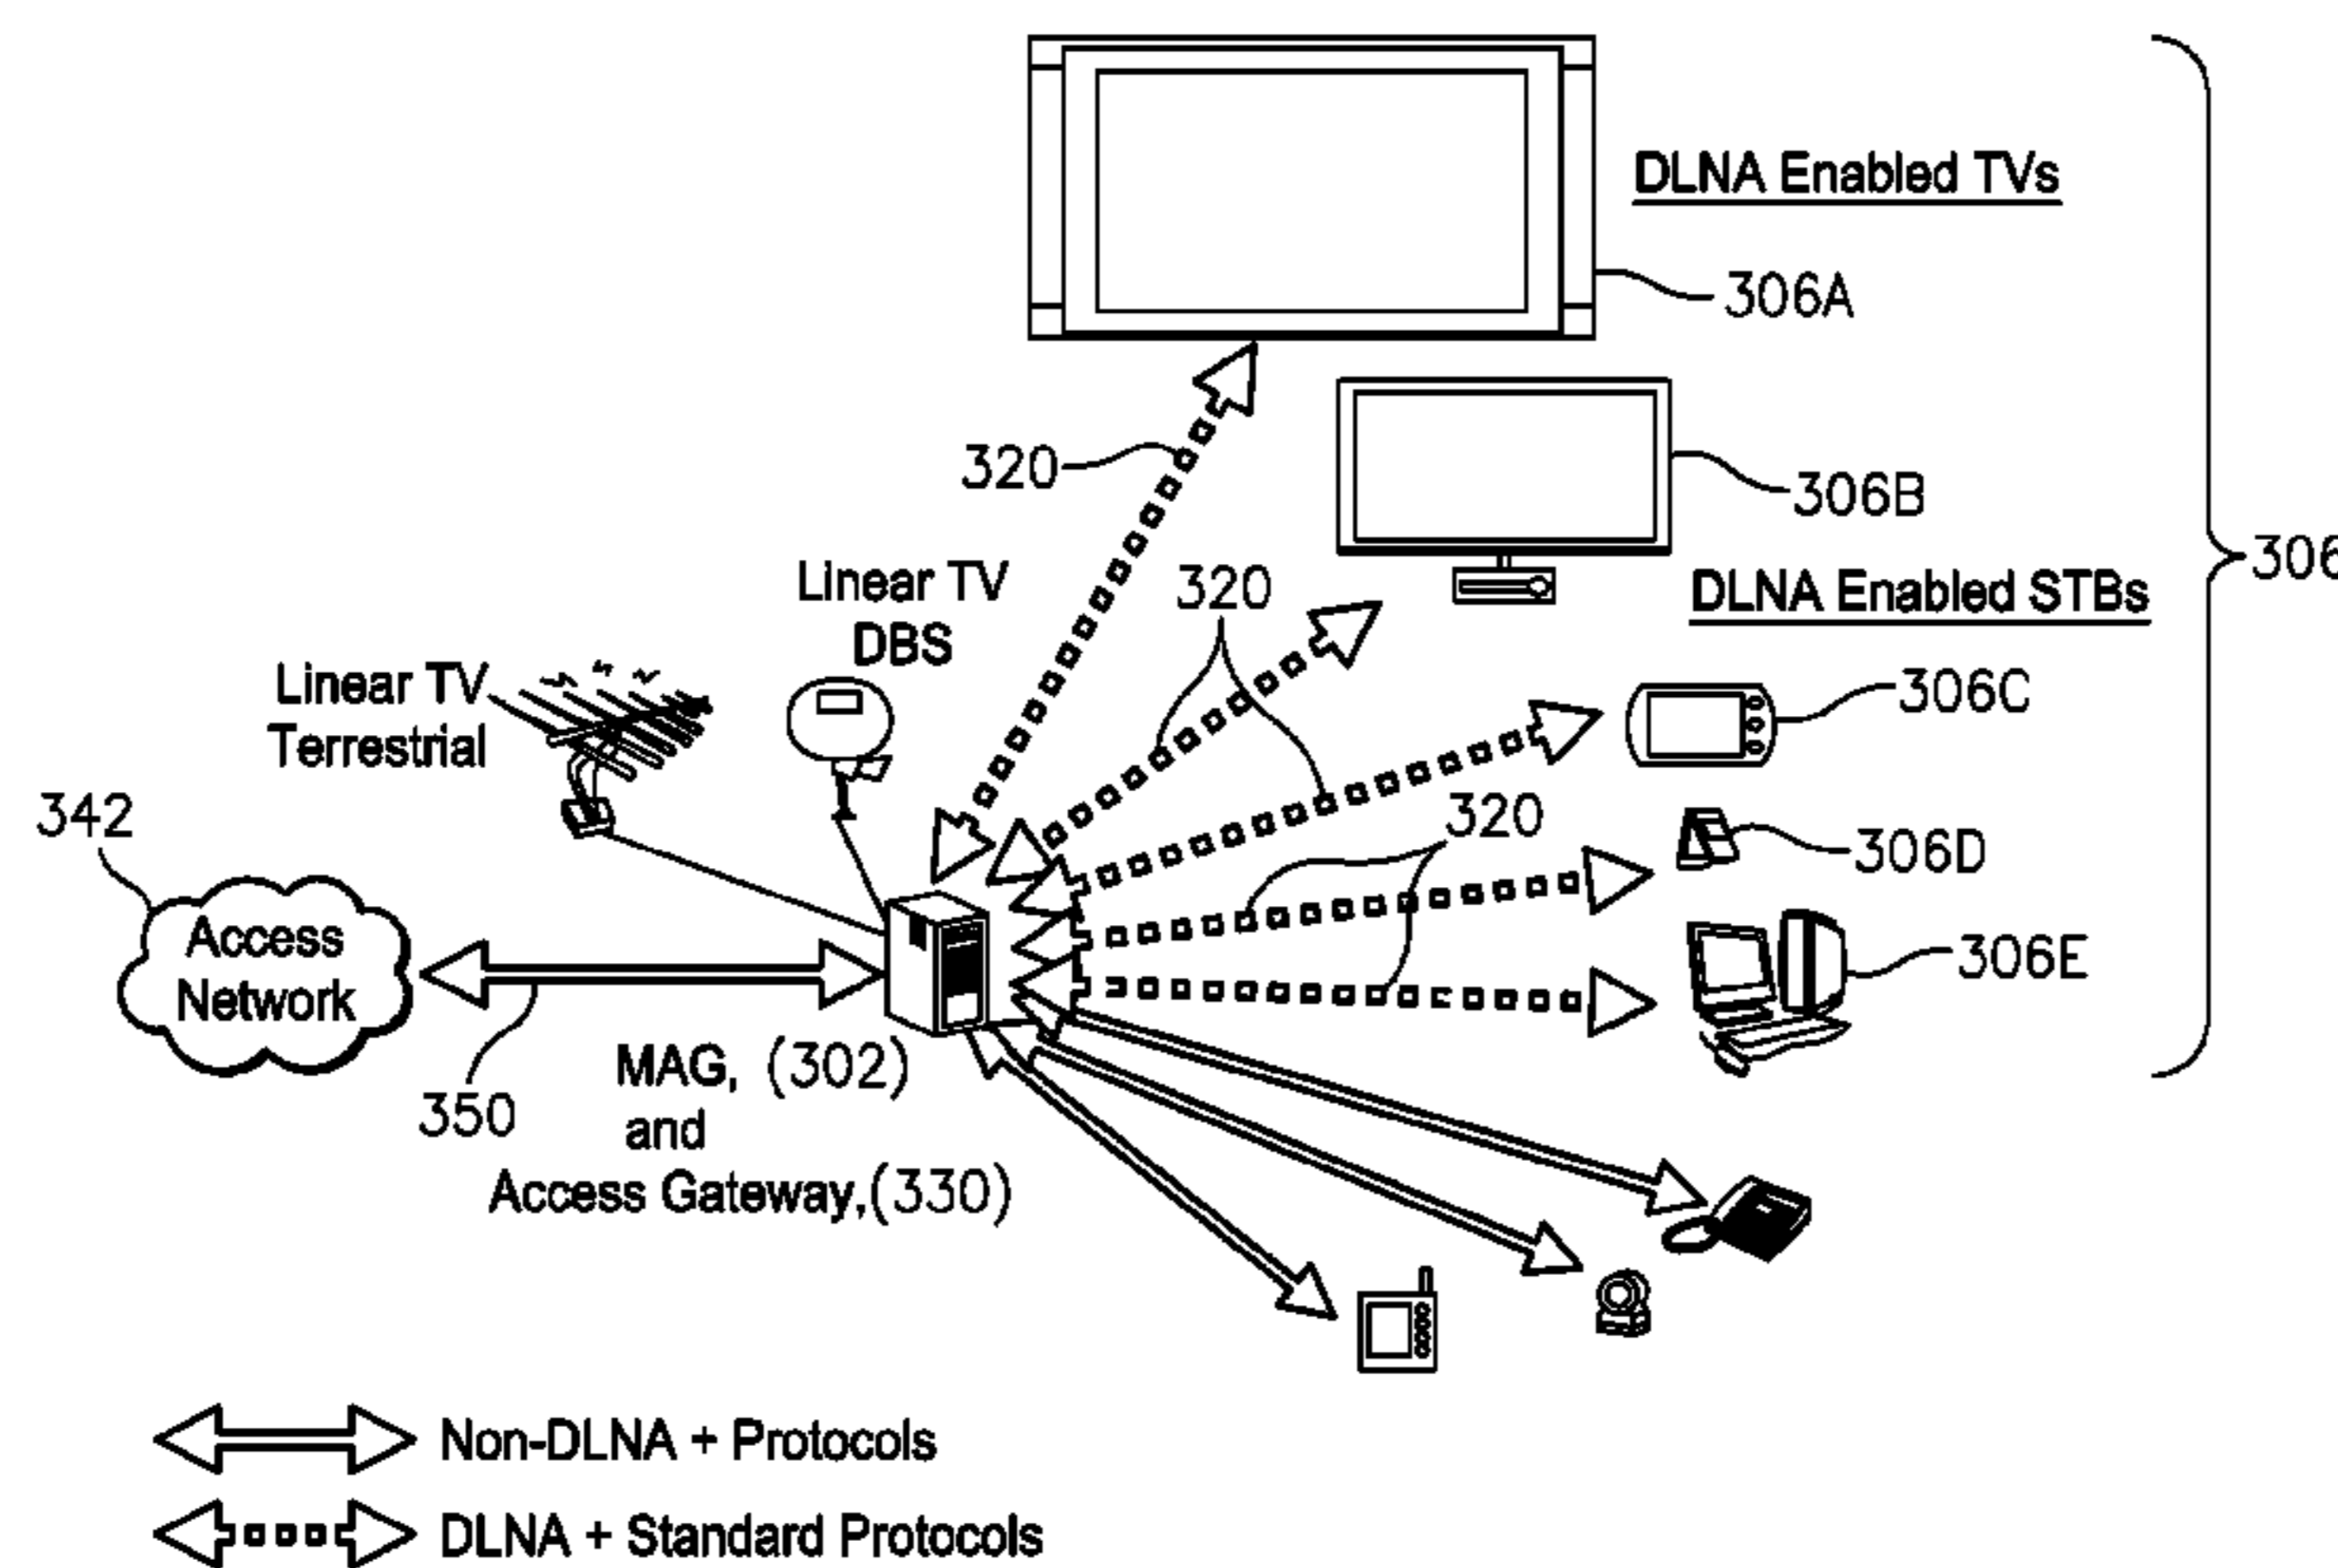 DLNA Enabled TVs
306A
320
306B
Linear TV
DBS
320
306
DLNA Enabled STBs
Linear TV
Terrestrial
306C
342
320
306D
Access
Network
306E
350
MAG, (302)
and
Access Gateway,(330)
Non-DLNA + Protocols
DLNA + Standard Protocols